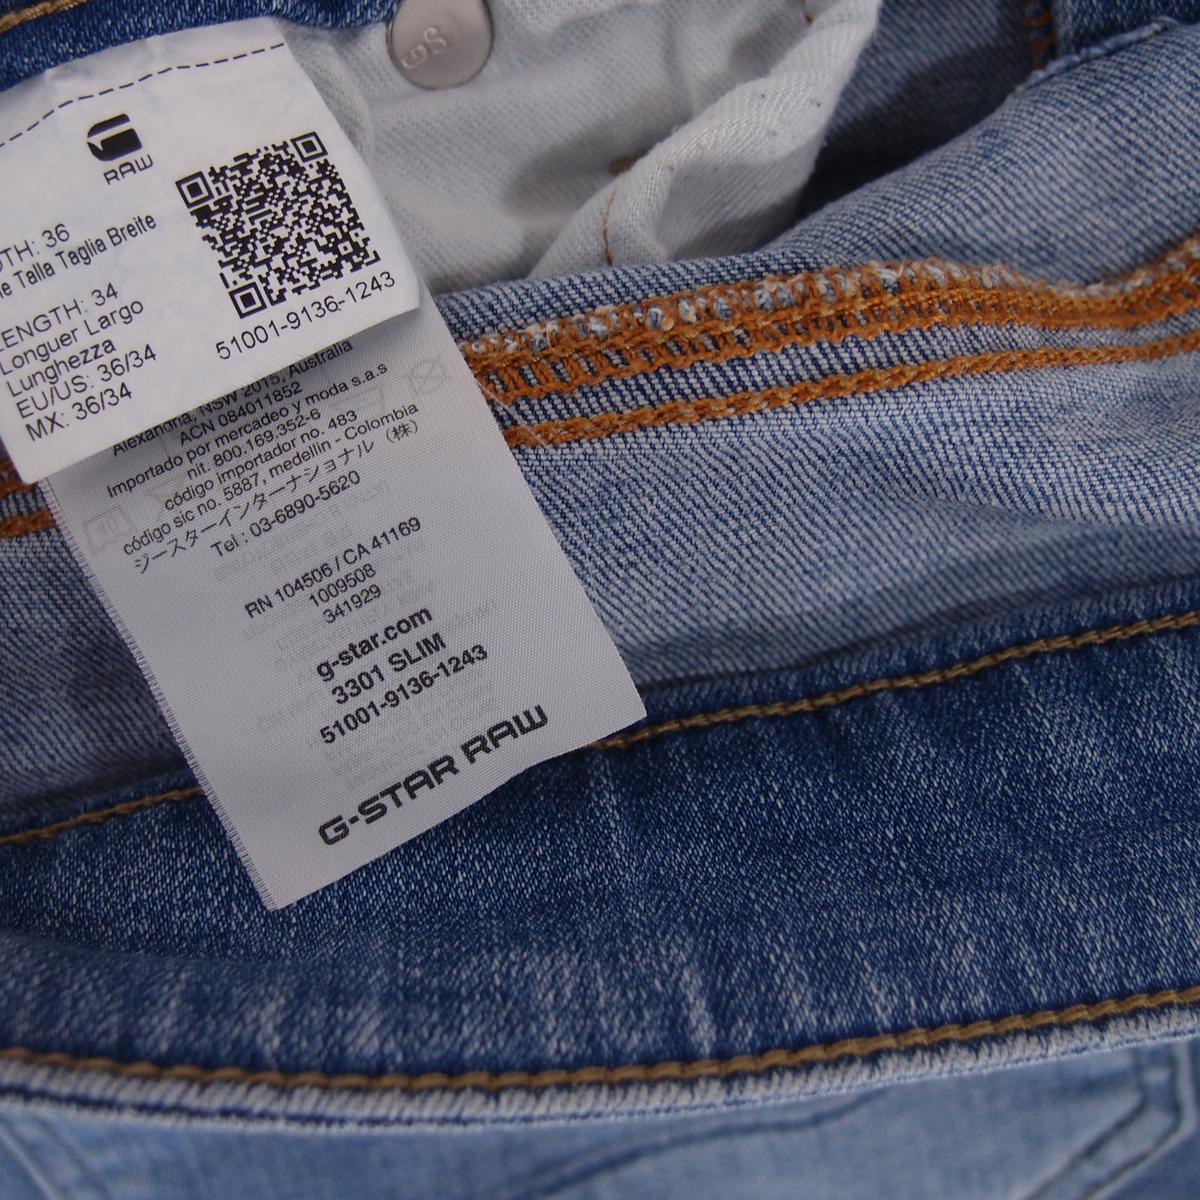 GS
RAW
DTH: 36
Talla Taglia Breite
LENGTH: 34
Longuer Largo
Lunghezza
EU/US: 36/34
MX: 36/34
51001-9136-1243
Alexandria, NSW 2015, Australia
ACN 084011852
Importado por mercadeo y moda s.a.s
nit. 800.169.352-6
código importador no. 483
código sic no. 5887, medellin - Colombia
ジースターインターナショナル (株)
Tel : 03-6890-5620
RN 104506 / CA 41169
1009508
341929
g-star.com
3301 SLIM
51001-9136-1243
G-STAR RAW